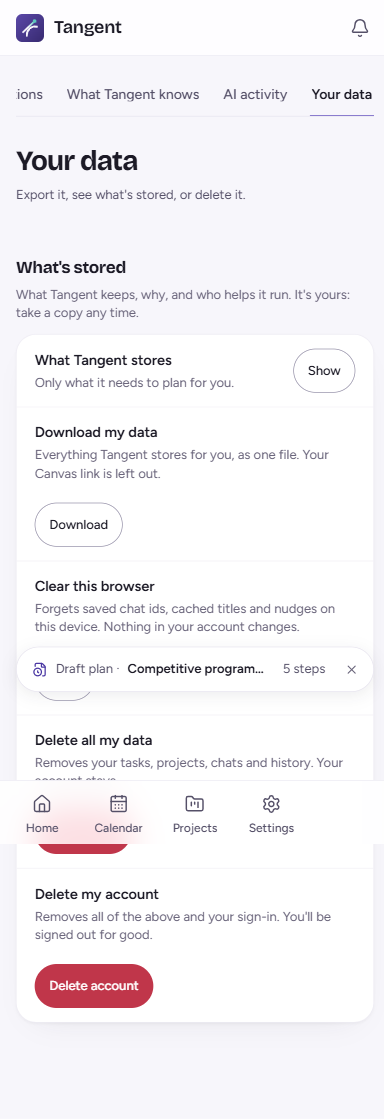 Tangent
ions What Tangent knows AI activity Your data
Your data
Export it, see what's stored, or delete it.
What's stored
What Tangent keeps, why, and who helps it run. It's yours:
take a copy any time.
What Tangent stores
Only what it needs to plan for you.
Show
Download my data
Everything Tangent stores for you, as one file. Your
Canvas link is left out.
Download
Clear this browser
Forgets saved chat ids, cached titles and nudges on
this device. Nothing in your account changes.
Draft plan · Competitive program... 5 steps
Delete all my data
Removes your tasks, projects, chats and history. Your
account stays.
Home Calendar Projects Settings
Delete my account
Removes all of the above and your sign-in. You'll be
signed out for good.
Delete account